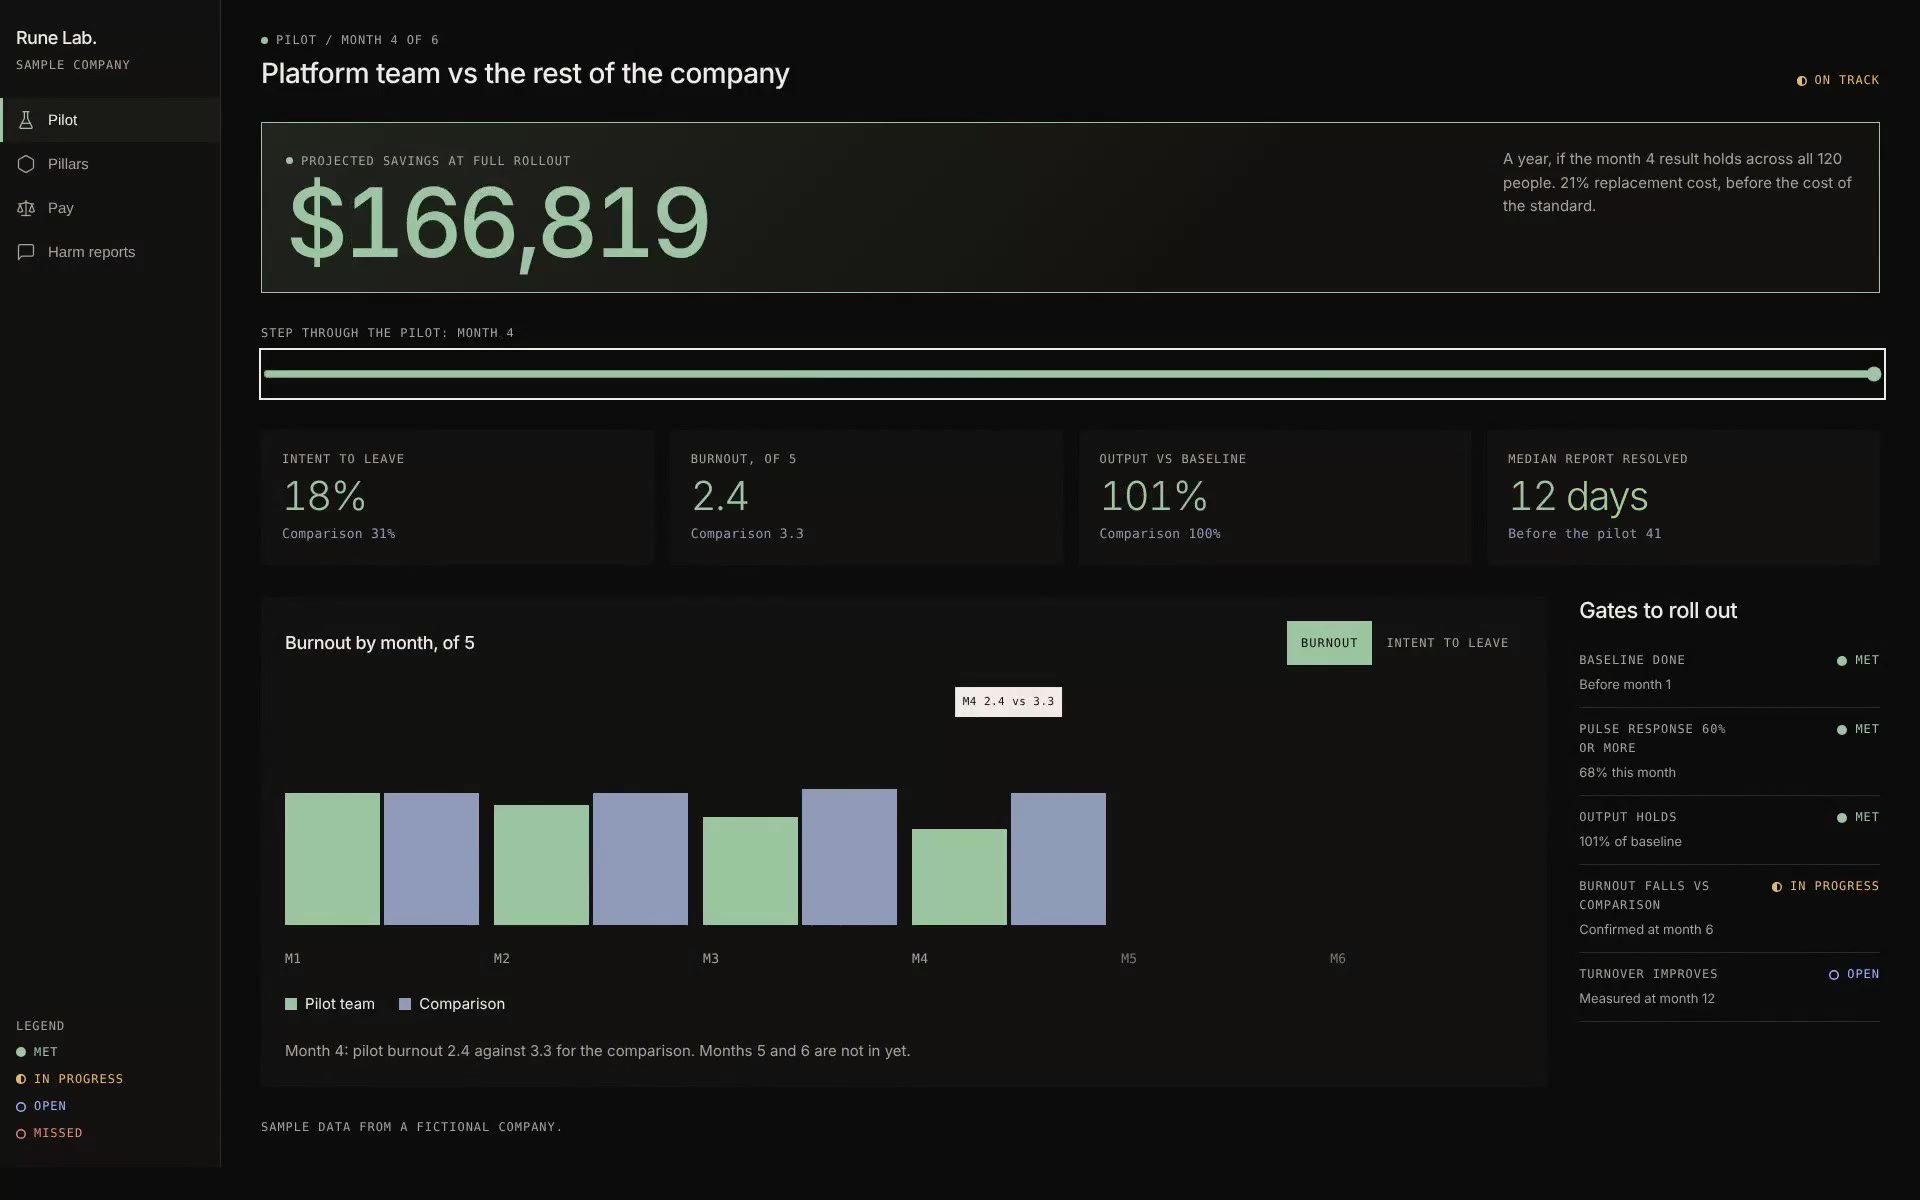 Rune Lab.
SAMPLE COMPANY
Pilot
Pillars
Pay
Harm reports
LEGEND
MET
IN PROGRESS
OPEN
MISSED
PILOT / MONTH 4 OF 6
Platform team vs the rest of the company
ON TRACK
PROJECTED SAVINGS AT FULL ROLLOUT
$166,819
A year, if the month 4 result holds across all 120
people. 21% replacement cost, before the cost of
the standard.
STEP THROUGH THE PILOT: MONTH 4
INTENT TO LEAVE
18%
Comparison 31%
BURNOUT, OF 5
2.4
Comparison 3.3
OUTPUT VS BASELINE
101%
Comparison 100%
MEDIAN REPORT RESOLVED
12 days
Before the pilot 41
Burnout by month, of 5
BURNOUT
INTENT TO LEAVE
M4 2.4 vs 3.3
M1
M2
M3
M4
M5
M6
Pilot team
Comparison
Month 4: pilot burnout 2.4 against 3.3 for the comparison. Months 5 and 6 are not in yet.
Gates to roll out
BASELINE DONE
MET
Before month 1
PULSE RESPONSE 60%
OR MORE
MET
68% this month
OUTPUT HOLDS
MET
101% of baseline
BURNOUT FALLS VS
COMPARISON
IN PROGRESS
Confirmed at month 6
TURNOVER IMPROVES
OPEN
Measured at month 12
SAMPLE DATA FROM A FICTIONAL COMPANY.